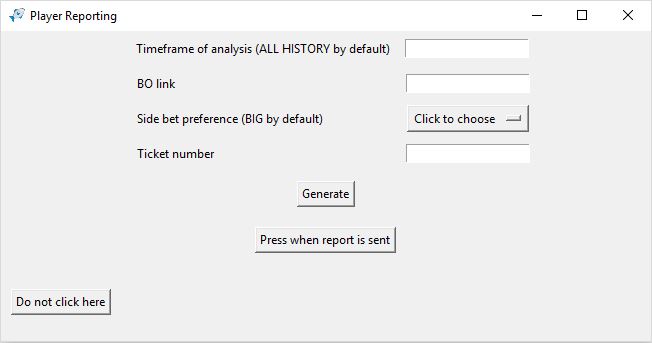 Player Reporting
Timeframe of analysis (ALL HISTORY by default)
BO link
Side bet preference (BIG by default)
Click to choose
Ticket number
Generate
Press when report is sent
Do not click here